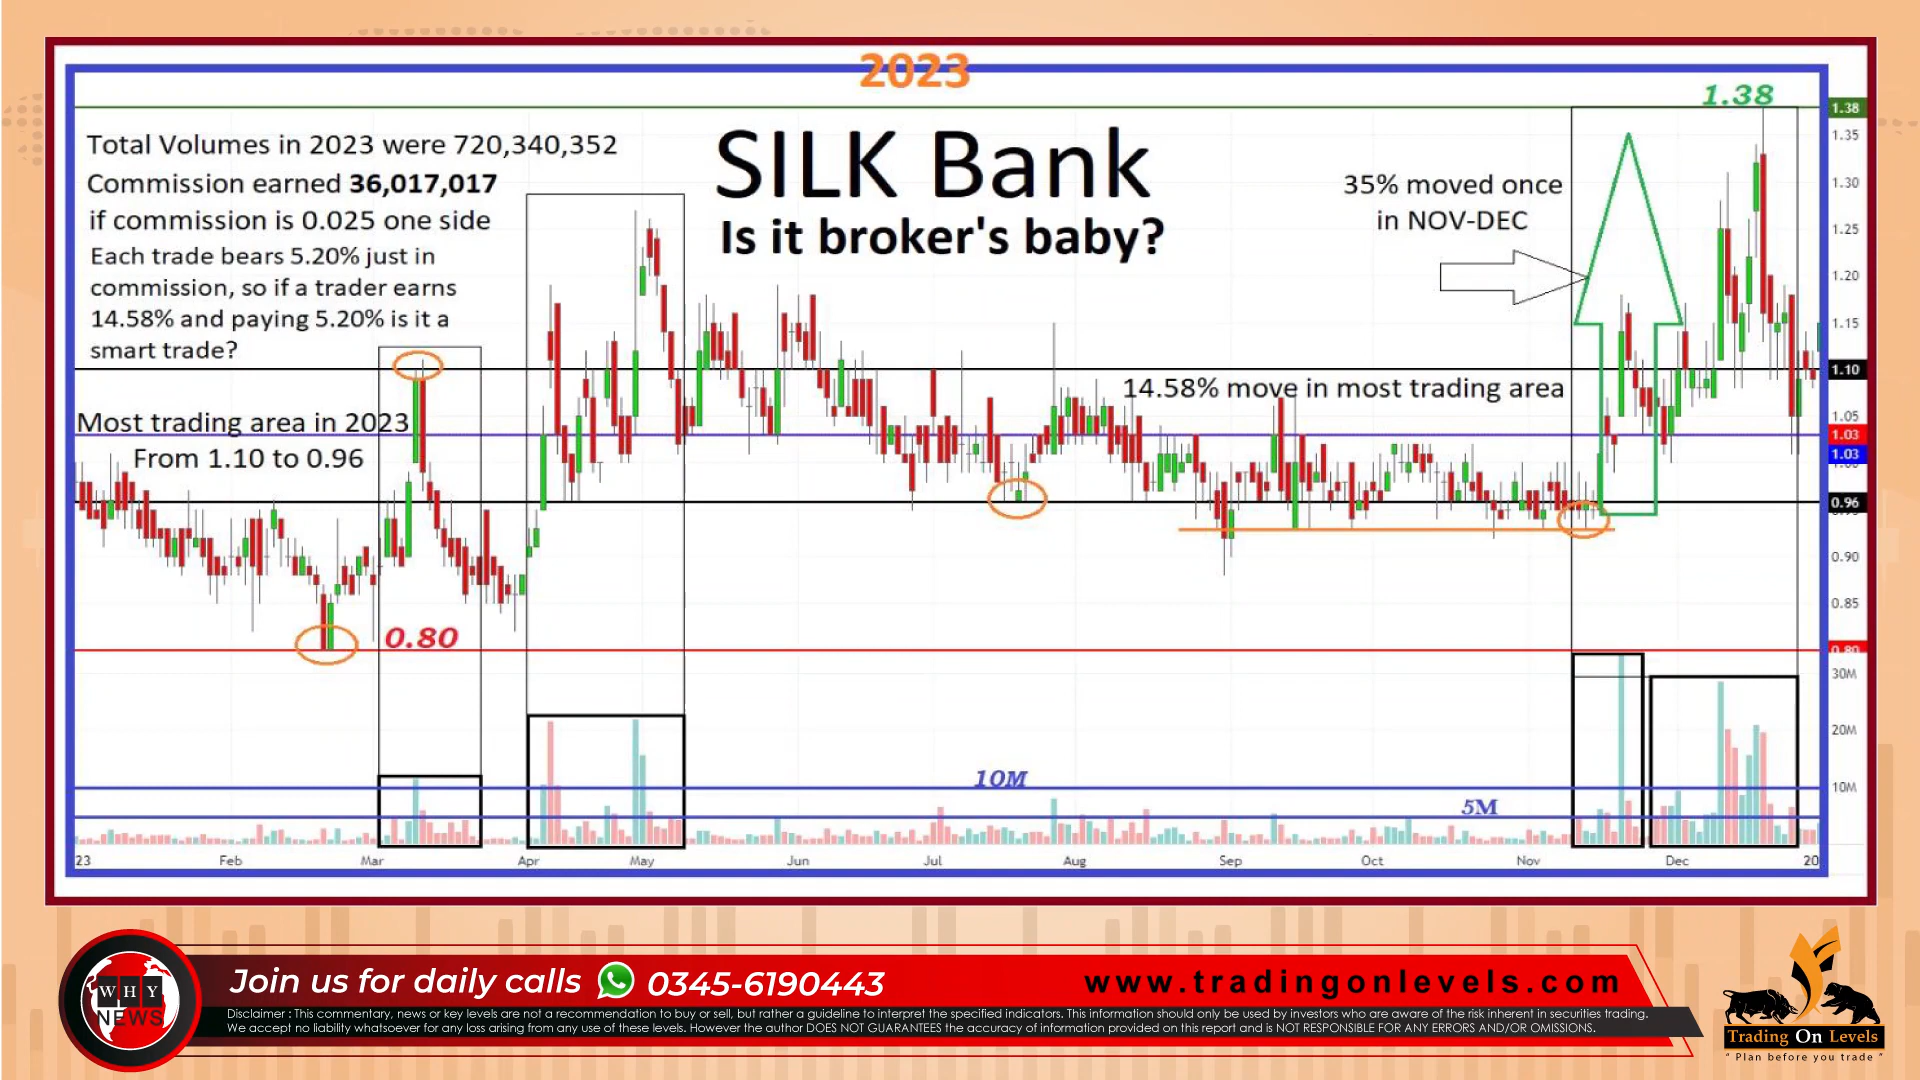 2023
1.38
SILK Bank
Is it broker's baby?
Total Volumes in 2023 were 720,340,352
Commission earned 36,017,017
if commission is 0.025 one side
Each trade bears 5.20% just in
commission, so if a trader earns
14.58% and paying 5.20% is it a
smart trade?
35% moved once
in NOV-DEC
14.58% move in most trading area
Most trading area in 2023
From 1.10 to 0.96
0.80
10M
5M
1.38
1.35
1.30
1.25
1.20
1.15
1.10
1.05
1.03
1.03
0.96
0.90
0.85
0.80
30M
20M
10M
23 Feb Mar Apr May Jun Jul Aug Sep Oct Nov Dec 20
WHY
NEWS
Join us for daily calls 0345-6190443 www.tradingonlevels.com
Disclaimer : This commentary, news or key levels are not a recommendation to buy or sell, but rather a guideline to interpret the specified indicators. This information should only be used by investors who are aware of the risk inherent in securities trading.
We accept no liability whatsoever for any loss arising from any use of these levels. However the author DOES NOT GUARANTEES the accuracy of information provided on this report and is NOT RESPONSIBLE FOR ANY ERRORS AND/OR OMISSIONS.
Trading On Levels
" Plan before you trade "